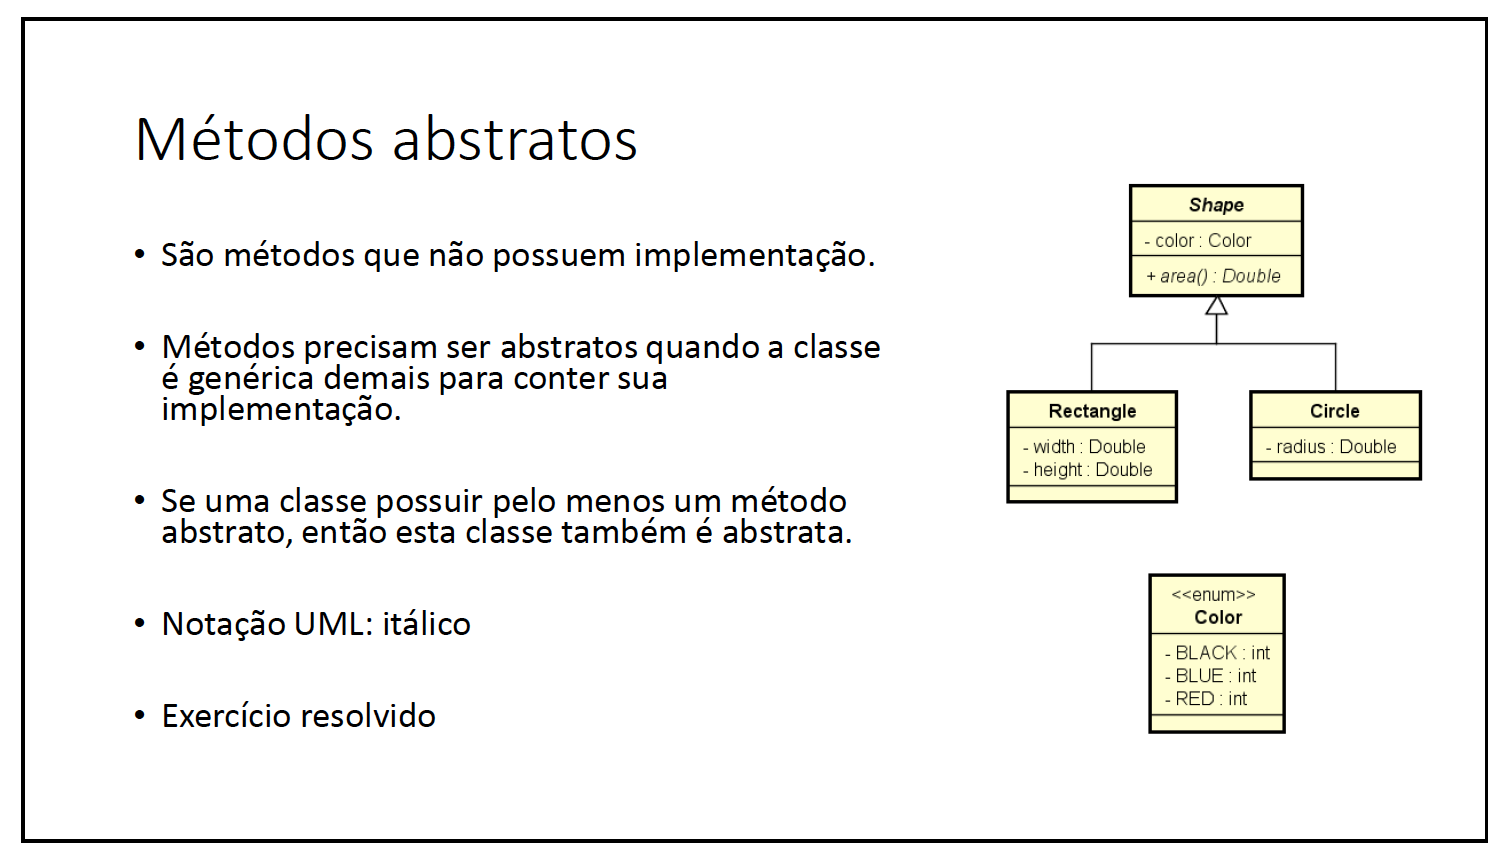 Métodos abstratos
• São métodos que não possuem implementação.
• Métodos precisam ser abstratos quando a classe
é genérica demais para conter sua
implementação.
• Se uma classe possuir pelo menos um método
abstrato, então esta classe também é abstrata.
• Notação UML: itálico
• Exercício resolvido
Shape
- color : Color
+ area() : Double
Rectangle
- width : Double
- height : Double
Circle
- radius : Double
<<enum>>
Color
- BLACK : int
- BLUE : int
- RED : int